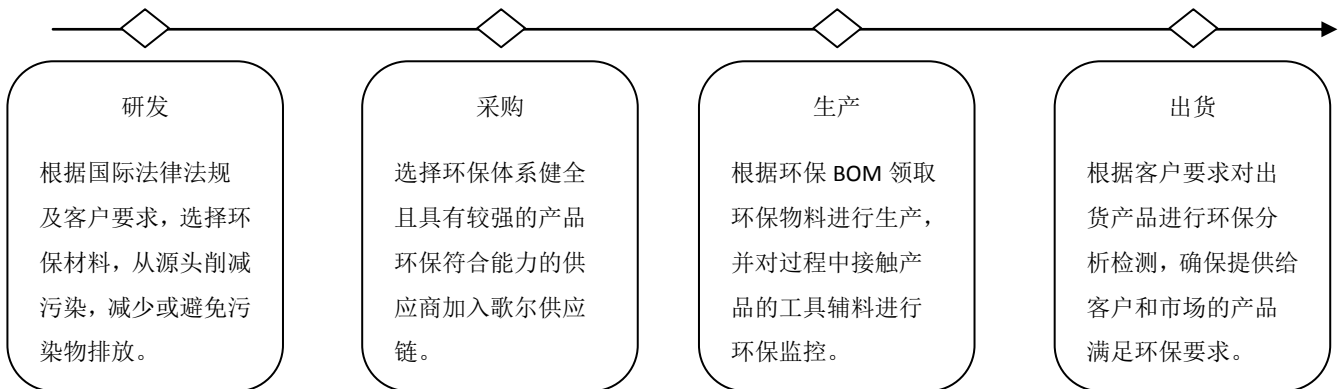 研发
根据国际法律法规
及客户要求，选择环
保材料，从源头削减
污染，减少或避免污
染物排放。
采购
选择环保体系健全
且具有较强的产品
环保符合能力的供
应商加入歌尔供应
链。
生产
根据环保 BOM 领取
环保物料进行生产，
并对过程中接触产
品的工具辅料进行
环保监控。
出货
根据客户要求对出
货产品进行环保分
析检测，确保提供给
客户和市场的产品
满足环保要求。